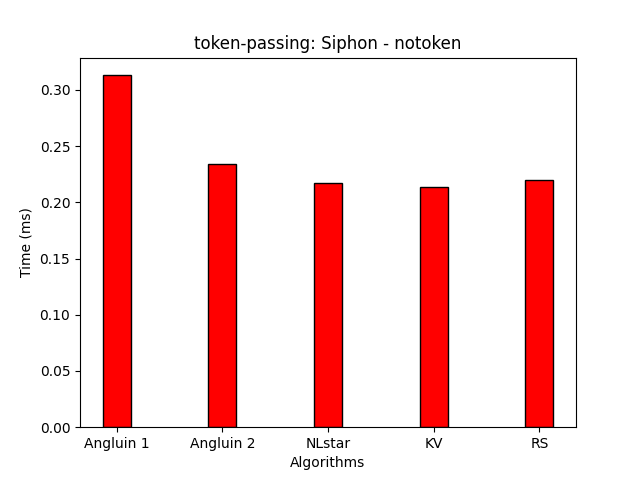 token-passing: Siphon - notoken
Time (ms)
0.30
0.25
0.20
0.15
0.10
0.05
0.00
Angluin 1 Angluin 2 NLstar KV RS
Algorithms